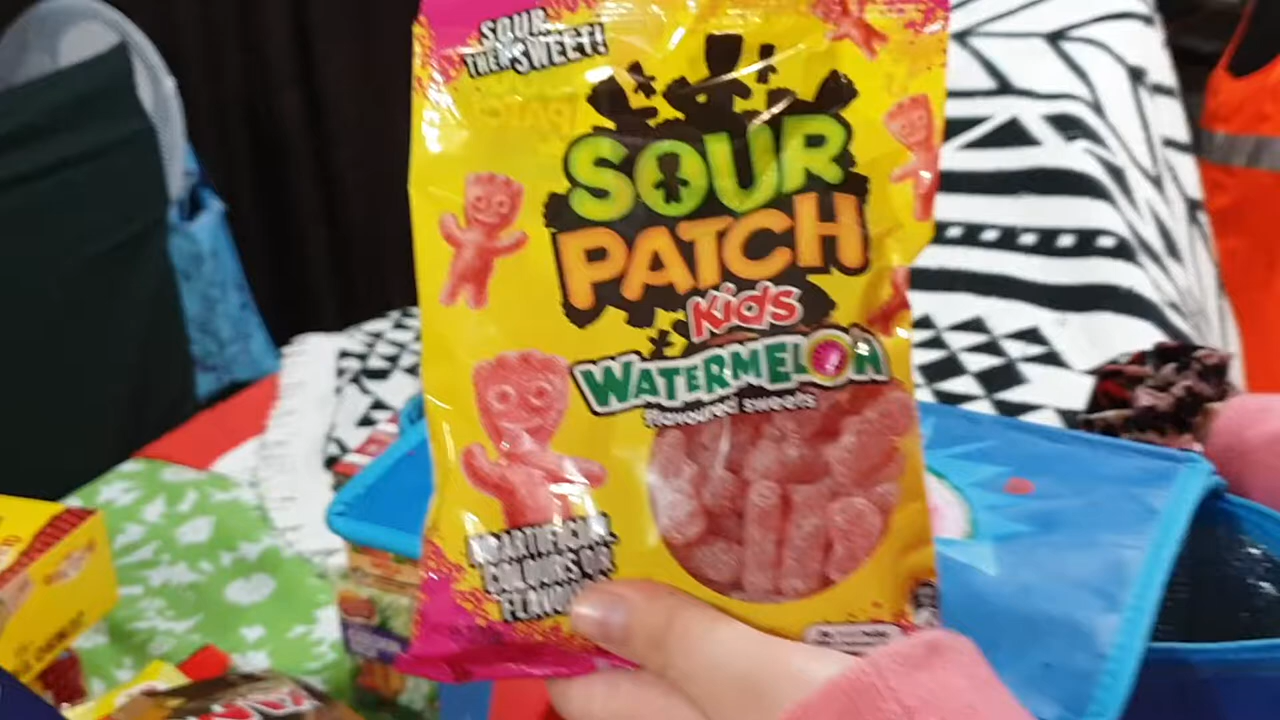 SOUR
THEN SWEET!
SOUR
PATCH
Kids
WATERMELON
flavoured sweets
NO ARTIFICIAL
COLOURS OR
FLAVOURS